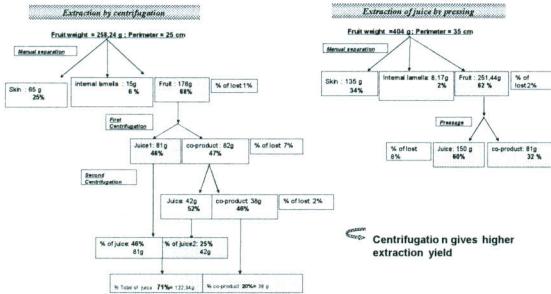 Extraction by centrifugation
Fruit weight = 258,24 g ; Perimeter = 25 cm
Manual separation
Skin : 65 g
25%
internal lamella : 15g
6 %
Fruit : 176g
68%
% of lost 1%
First
Centrifugation
Juice1: 81g
46%
co-product : 82g
47%
% of lost 7%
Second
Centrifugation
Juice: 42g
52%
co-product: 38g
46%
% of lost 2%
% of juice: 46%
81g
% of juice2: 25%
42g
% Total of juice 71%= 122,34g
% co-product 20%= 38 g
Extraction of juice by pressing
Fruit weight =404 g ; Perimeter = 35 cm
Manual separation
Skin : 135 g
34%
Internal lamella: 8,17g
2%
Fruit : 251,44g
62 %
% of
lost2%
Pressage
% of lost
8%
Juice: 150 g
60%
co-product: 81g
32 %
Centrifugatio n gives higher
extraction yield